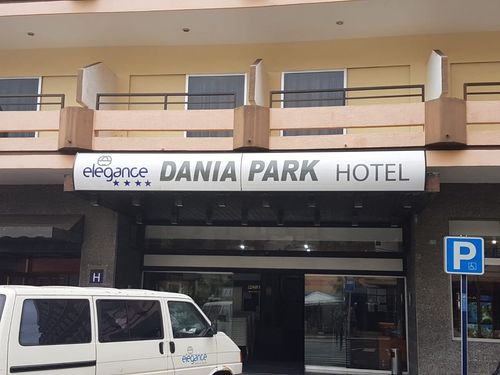 elegance DANIA PARK HOTEL
★★★★
H
P
elegance